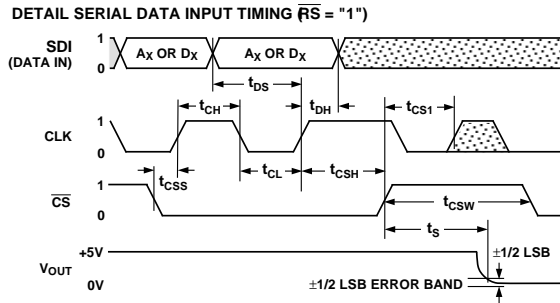 DETAIL SERIAL DATA INPUT TIMING (RS = "1")
SDI
(DATA IN)
1
0
AX OR DX
AX OR DX
tDS
tCH
tDH
tCS1
CLK
1
0
tCSS
tCL
tCSH
CS
1
0
tCSW
tS
+5V
±1/2 LSB
VOUT
0V
±1/2 LSB ERROR BAND